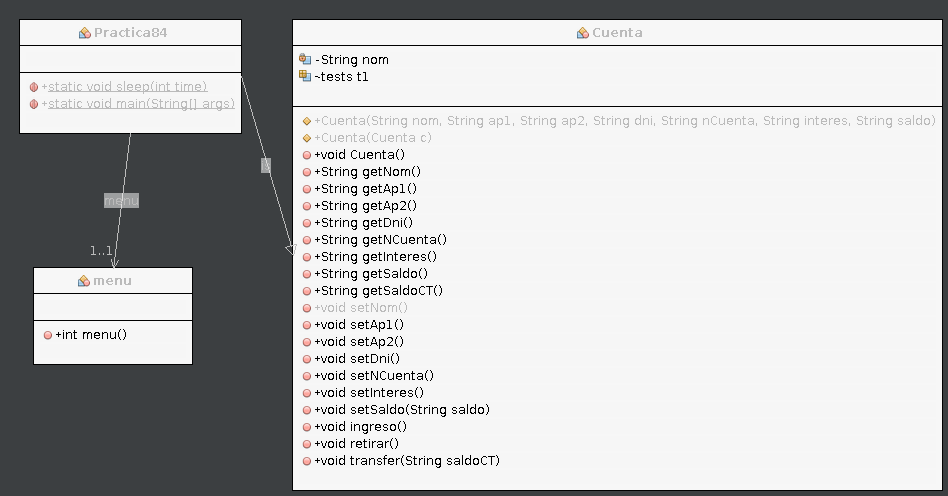 Practica84
+static void sleep(int time)
+static void main(String[] args)
menu
1..1
menu
+int menu()
Cuenta
-String nom
~tests t1
+Cuenta(String nom, String ap1, String ap2, String dni, String nCuenta, String interes, String saldo)
+Cuenta(Cuenta c)
+void Cuenta()
+String getNom()
+String getAp1()
+String getAp2()
+String getDni()
+String getNCuenta()
+String getInteres()
+String getSaldo()
+String getSaldoCT()
+void setNom()
+void setAp1()
+void setAp2()
+void setDni()
+void setNCuenta()
+void setInteres()
+void setSaldo(String saldo)
+void ingreso()
+void retirar()
+void transfer(String saldoCT)